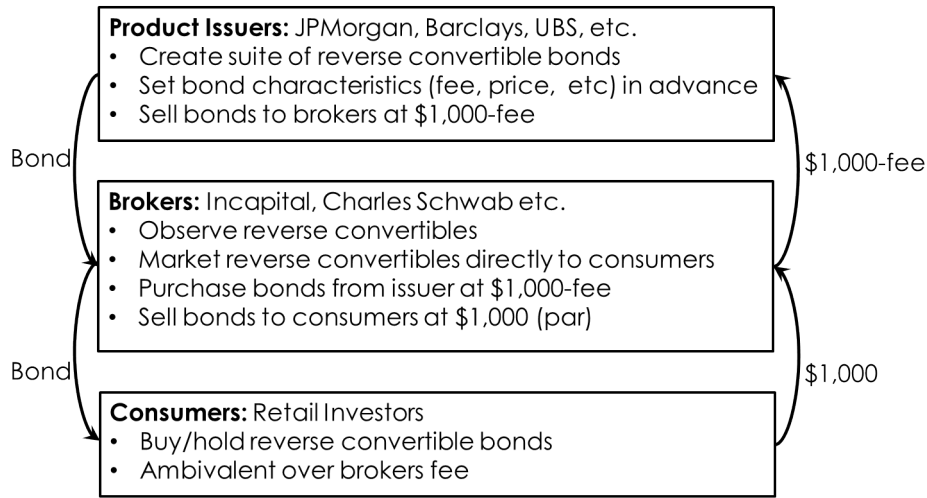 Product Issuers: JPMorgan, Barclays, UBS, etc.
• Create suite of reverse convertible bonds
• Set bond characteristics (fee, price, etc) in advance
• Sell bonds to brokers at $1,000-fee
Bond
$1,000-fee
Brokers: Incapital, Charles Schwab etc.
• Observe reverse convertibles
• Market reverse convertibles directly to consumers
• Purchase bonds from issuer at $1,000-fee
• Sell bonds to consumers at $1,000 (par)
Bond
$1,000
Consumers: Retail Investors
• Buy/hold reverse convertible bonds
• Ambivalent over brokers fee